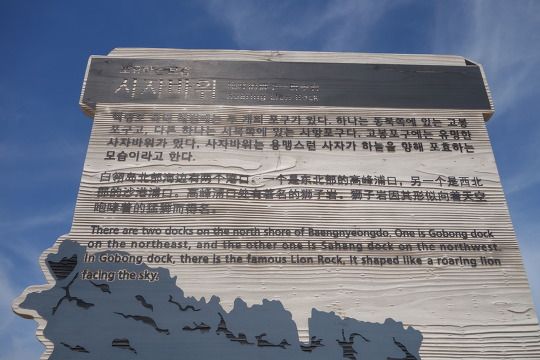 사자바위
백령도 북쪽 해안에는 두 개의 포구가 있다. 하나는 동북쪽에 있는 고봉
포구고, 다른 하나는 서북쪽에 있는 사항포구다. 고봉포구에는 유명한
사자바위가 있다. 사자바위는 용맹스런 사자가 하늘을 향해 포효하는
모습이라고 한다.
白翎岛北部海边有两个浦口。一个是东北部的高峰浦口，另一个是西北
部的 浦口。高峰浦口处有著名的狮子岩。狮子岩因其形似向着天空
咆哮着的猛狮而得名。
There are two docks on the north shore of Baengnyeongdo. One is Gobong dock
on the northeast, and the other one is Sahang dock on the northwest.
In Gobong dock, there is the famous Lion Rock. It shaped like a roaring lion
facing the sky.